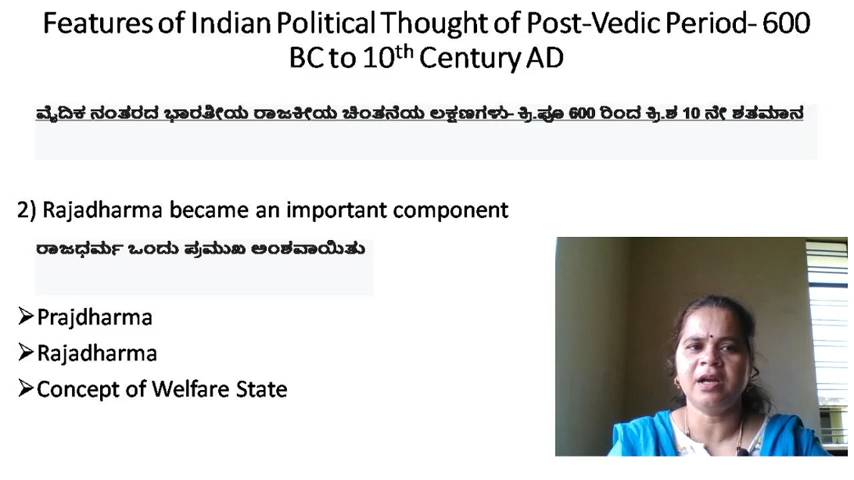 Features of Indian Political Thought of Post-Vedic Period- 600
BC to 10th Century AD
ವೈದಿಕ ನಂತರದ ಭಾರತೀಯ ರಾಜಕೀಯ ಚಿಂತನೆಯ ಲಕ್ಷಣಗಳು- ಕ್ರಿ.ಪೂ 600 ರಿಂದ ಕ್ರಿ.ಶ 10 ನೇ ಶತಮಾನ
2) Rajadharma became an important component
ರಾಜಧರ್ಮ ಒಂದು ಪ್ರಮುಖ ಅಂಶವಾಯಿತು
➢Prajdharma
➢Rajadharma
➢Concept of Welfare State